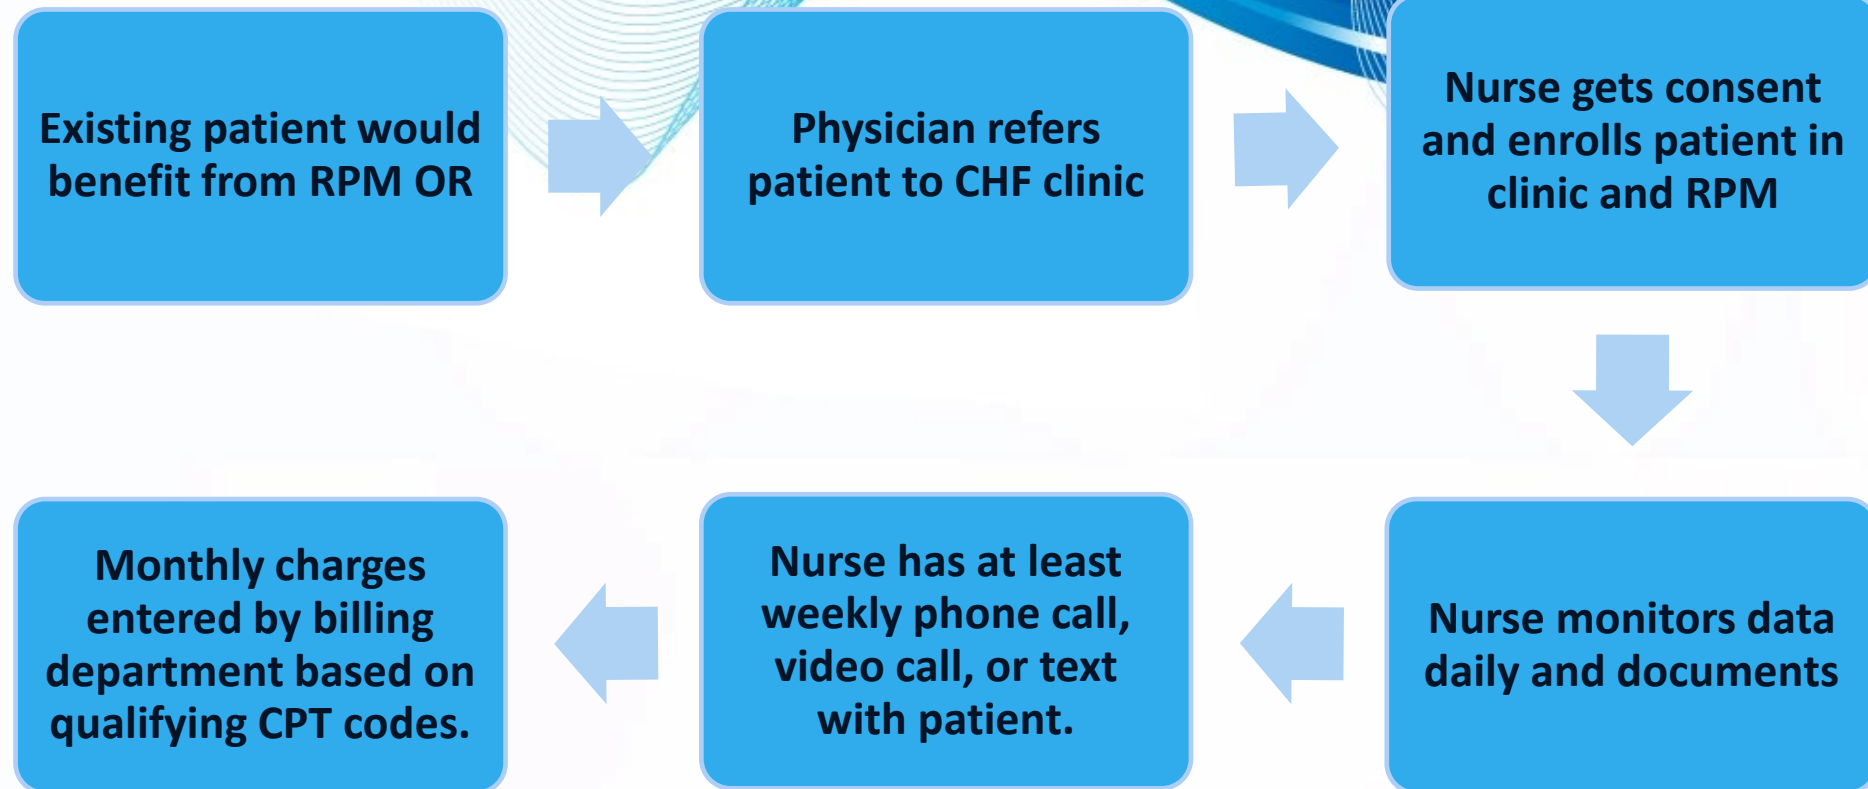 Existing patient would
benefit from RPM OR
Physician refers
patient to CHF clinic
Nurse gets consent
and enrolls patient in
clinic and RPM
Nurse monitors data
daily and documents
Nurse has at least
weekly phone call,
video call, or text
with patient.
Monthly charges
entered by billing
department based on
qualifying CPT codes.